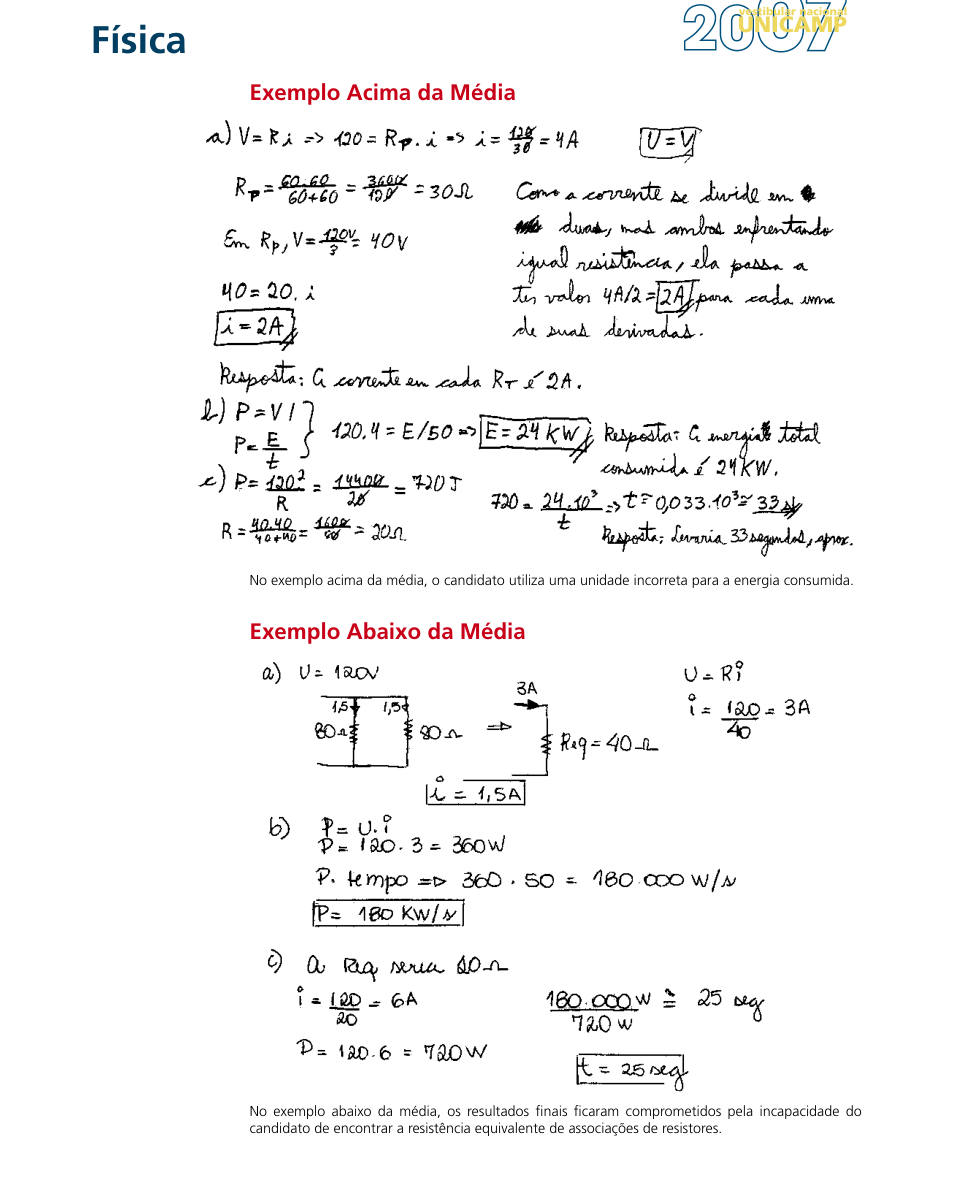 Física
vestibular nacional
UNICAMP
2007
Exemplo Acima da Média
a) V = R i => 120 = Rp . i => i = 120/30 = 4A
U = V
Rp = 60.60/60+60 = 3600/120 = 30Ω
Como a corrente se divide em
duas, mas ambos enfrentando
Em Rp, V = 120V/3 = 40V
igual resistência, ela passa a
40 = 20. i
ter valor 4A/2 = 2A, para cada uma
i = 2A
de suas derivadas.
Resposta: A corrente em cada RT é 2A.
b) P = V I
P = E/t
120.4 = E/50 => E = 24 KW
Resposta: A energia total
consumida é 24KW.
c) P = 120²/R = 14400/20 = 720 J
720 = 24.10³/t => t = 0,033.10³ ≅ 33 s
R = 40.40/40+40 = 1600/80 = 20Ω
Resposta: Levaria 33 segundos, aprox.
No exemplo acima da média, o candidato utiliza uma unidade incorreta para a energia consumida.
Exemplo Abaixo da Média
a) U = 120V
U = Ri
3A
1,5 1,5
i = 120/40 = 3A
80Ω 80Ω => Req = 40Ω
i = 1,5A
b) P = U.i
P = 120. 3 = 360W
P. tempo => 360 . 50 = 180.000 W/s
P = 180 KW/s
c) A Req seria 20Ω
i = 120/20 = 6A
180.000 W/720 W ≅ 25 seg
P = 120.6 = 720W
t = 25 seg
No exemplo abaixo da média, os resultados finais ficaram comprometidos pela incapacidade do
candidato de encontrar a resistência equivalente de associações de resistores.